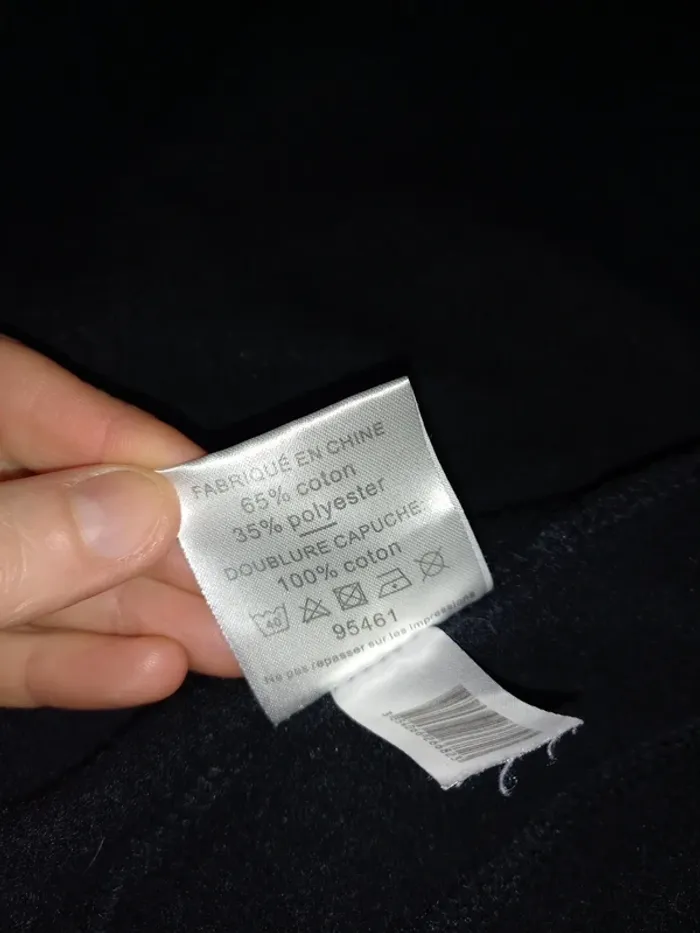 FABRIQUÉ EN CHINE
65% coton
35% polyester
DOUBLURE CAPUCHE:
100% coton
40
95461
Ne pas repasser sur les impressions